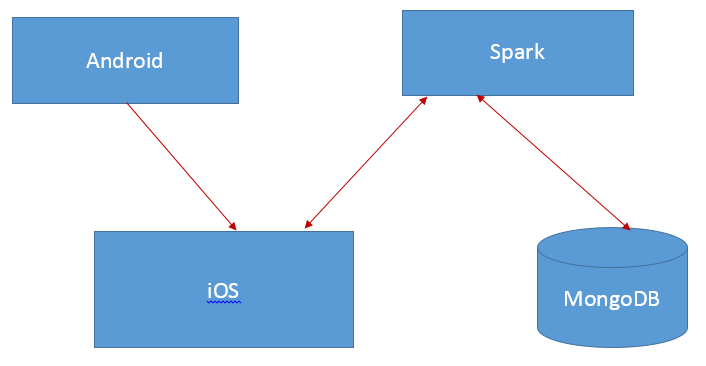 Android
Spark
iOS
MongoDB